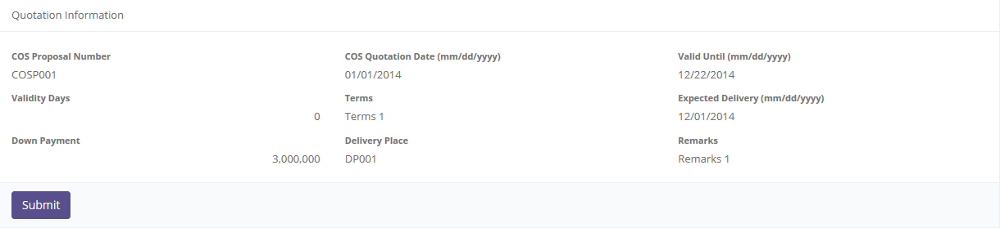 Quotation Information
COS Proposal Number
COSP001
COS Quotation Date (mm/dd/yyyy)
01/01/2014
Valid Until (mm/dd/yyyy)
12/22/2014
Validity Days
0
Terms
Terms 1
Expected Delivery (mm/dd/yyyy)
12/01/2014
Down Payment
3,000,000
Delivery Place
DP001
Remarks
Remarks 1
Submit